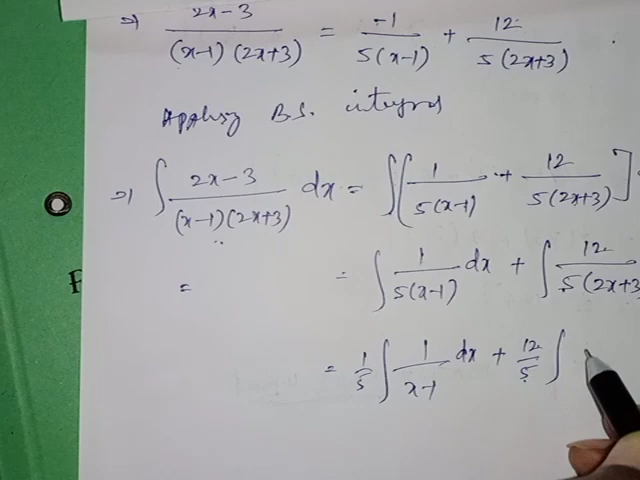 ⇒ (2x-3)/((x-1)(2x+3)) = -1/(5(x-1)) + 12/(5(2x+3))
Applying B.S. integrals
⇒ ∫ (2x-3)/((x-1)(2x+3)) dx = ∫[1/(5(x-1)) + 12/(5(2x+3))]
= = ∫ 1/(5(x-1)) dx + ∫ 12/(5(2x+3
= 1/5 ∫ 1/(x-1) dx + 12/5 ∫